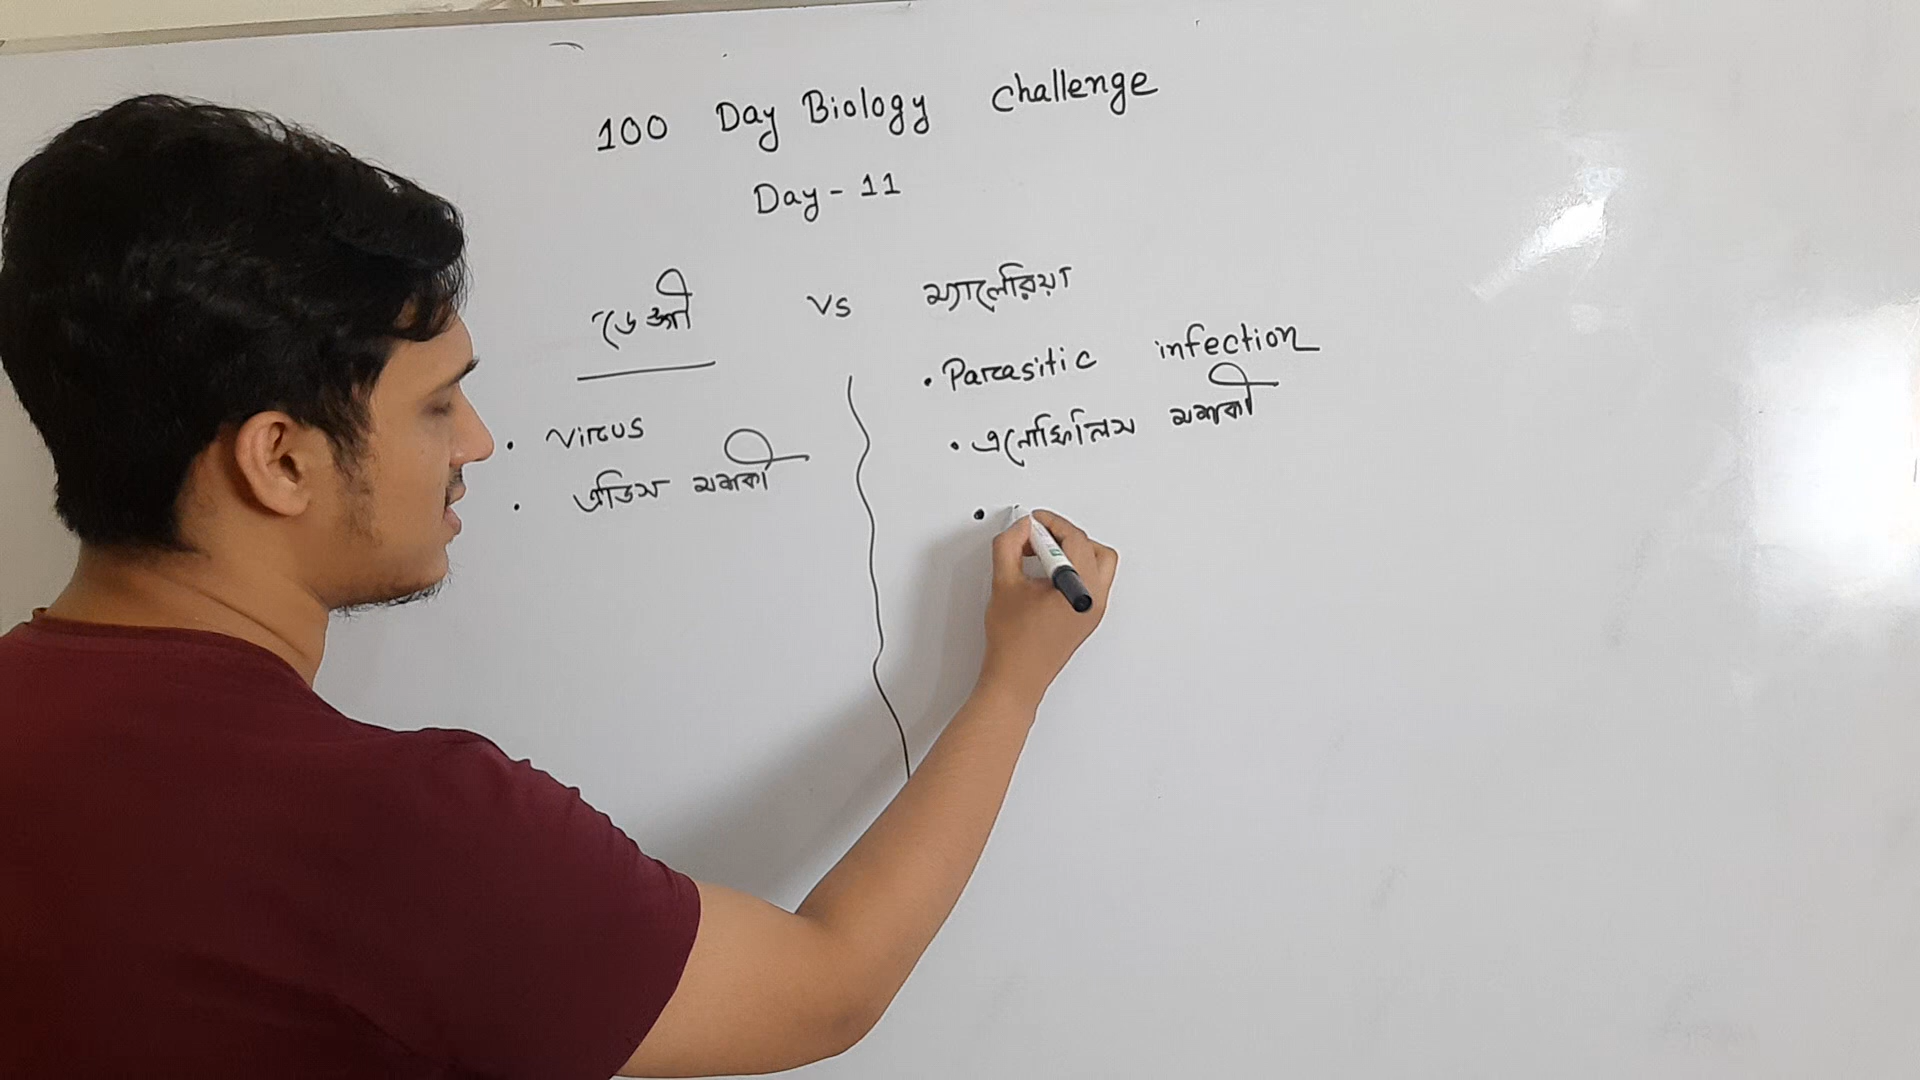 100 Day Biology Challenge
Day - 11
ডেঙ্গী vs ম্যালেরিয়া
• Parasitic infection
• Virus
• এনোফিলিস মশকী
• এডিস মশকী
•